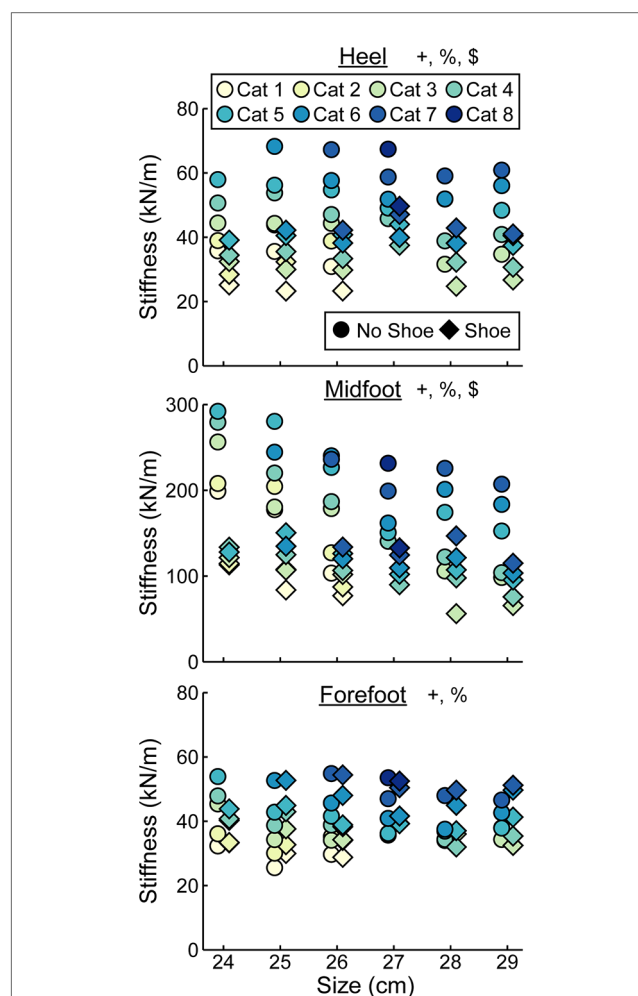 Heel +, %, $
Cat 1 Cat 2 Cat 3 Cat 4
Cat 5 Cat 6 Cat 7 Cat 8
80
60
40
20
0
Stiffness (kN/m)
No Shoe Shoe
Midfoot +, %, $
300
200
100
0
Stiffness (kN/m)
Forefoot +, %
80
60
40
20
0
Stiffness (kN/m)
24 25 26 27 28 29
Size (cm)